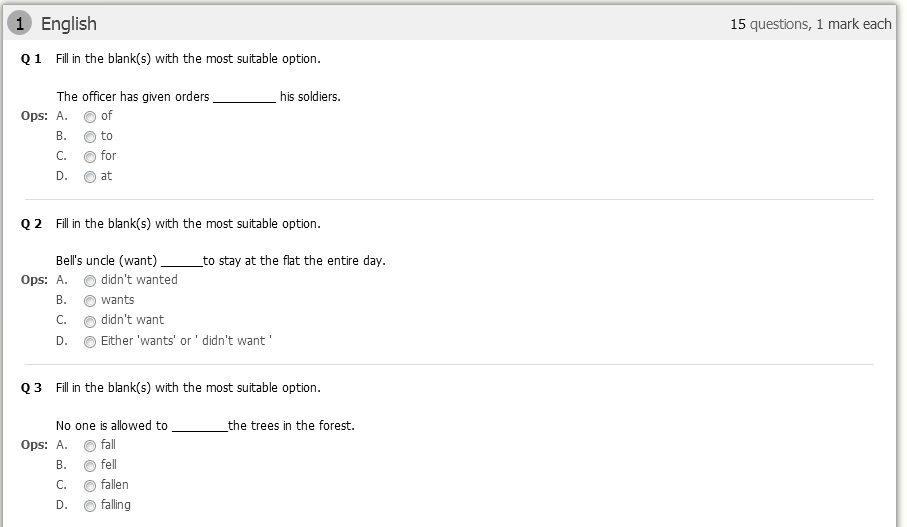 1 English 15 questions, 1 mark each
Q 1 Fill in the blank(s) with the most suitable option.
The officer has given orders _________ his soldiers.
Ops: A. of
B. to
C. for
D. at
Q 2 Fill in the blank(s) with the most suitable option.
Bell's uncle (want) ______to stay at the flat the entire day.
Ops: A. didn't wanted
B. wants
C. didn't want
D. Either 'wants' or ' didn't want '
Q 3 Fill in the blank(s) with the most suitable option.
No one is allowed to ________the trees in the forest.
Ops: A. fall
B. fell
C. fallen
D. falling